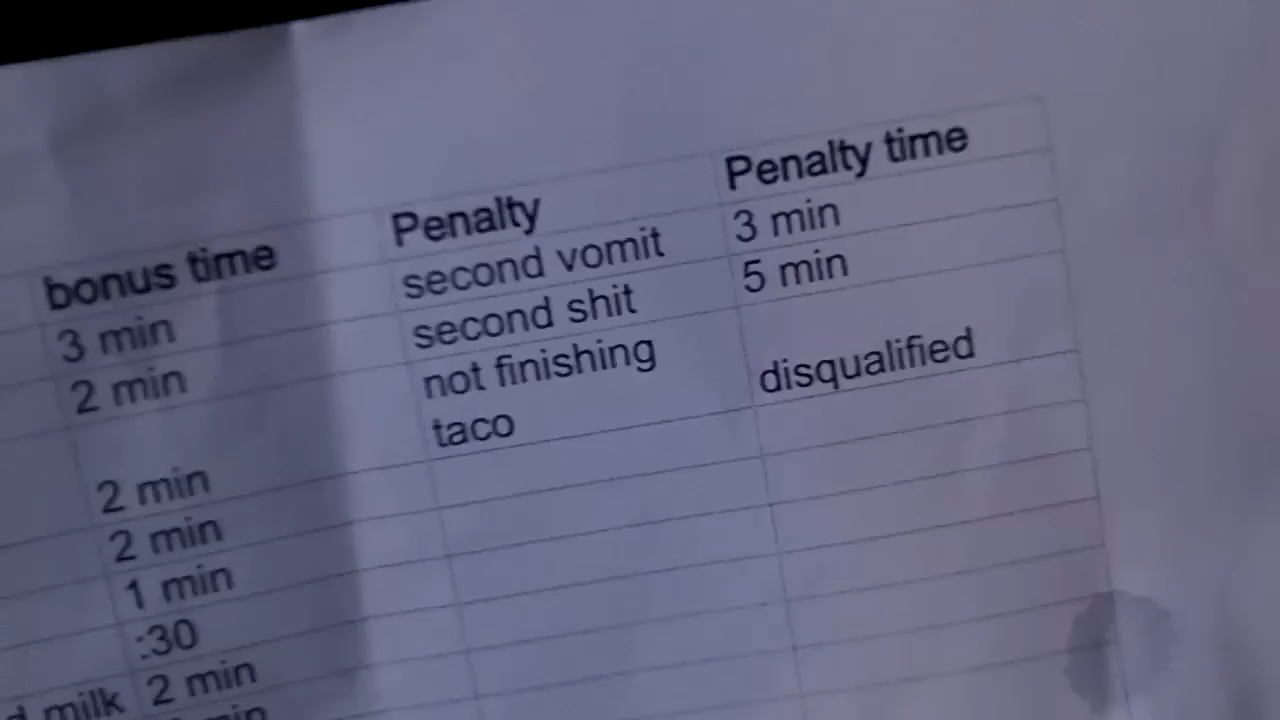 bonus time Penalty Penalty time
3 min second vomit 3 min
2 min second shit 5 min
not finishing
2 min taco disqualified
2 min
1 min
:30
milk 2 min